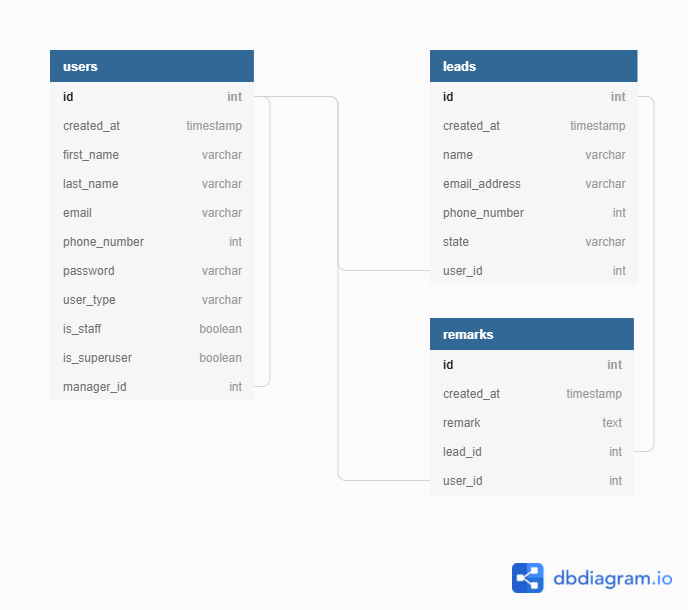 users
id int
created_at timestamp
first_name varchar
last_name varchar
email varchar
phone_number int
password varchar
user_type varchar
is_staff boolean
is_superuser boolean
manager_id int
leads
id int
created_at timestamp
name varchar
email_address varchar
phone_number int
state varchar
user_id int
remarks
id int
created_at timestamp
remark text
lead_id int
user_id int
dbdiagram.io